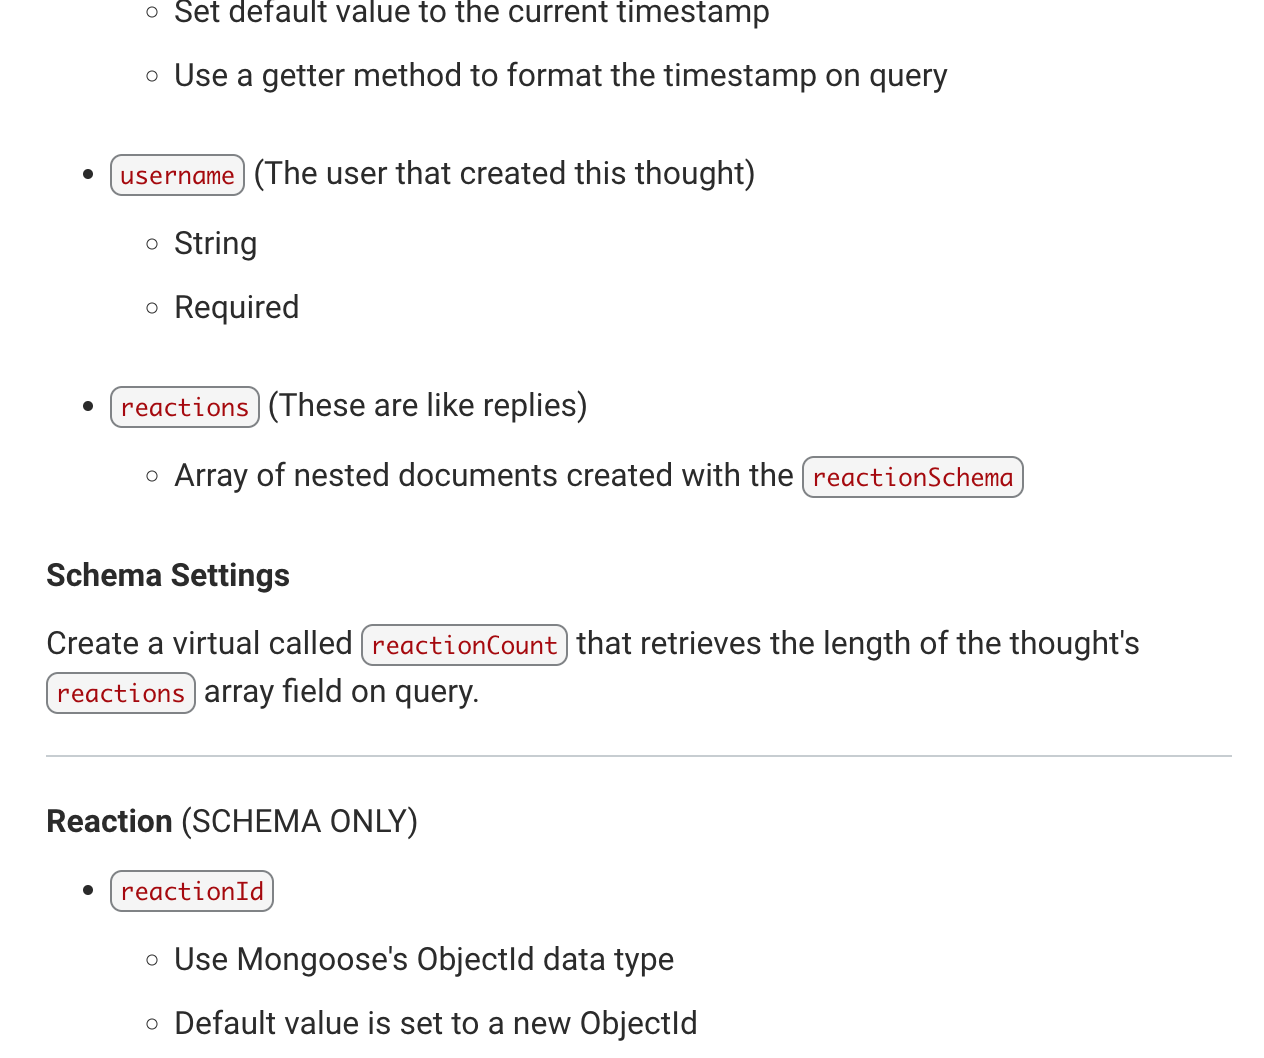 Set default value to the current timestamp
Use a getter method to format the timestamp on query
username (The user that created this thought)
String
Required
reactions (These are like replies)
Array of nested documents created with the reactionSchema
Schema Settings
Create a virtual called reactionCount that retrieves the length of the thought's
reactions array field on query.
Reaction (SCHEMA ONLY)
reactionId
Use Mongoose's ObjectId data type
Default value is set to a new ObjectId